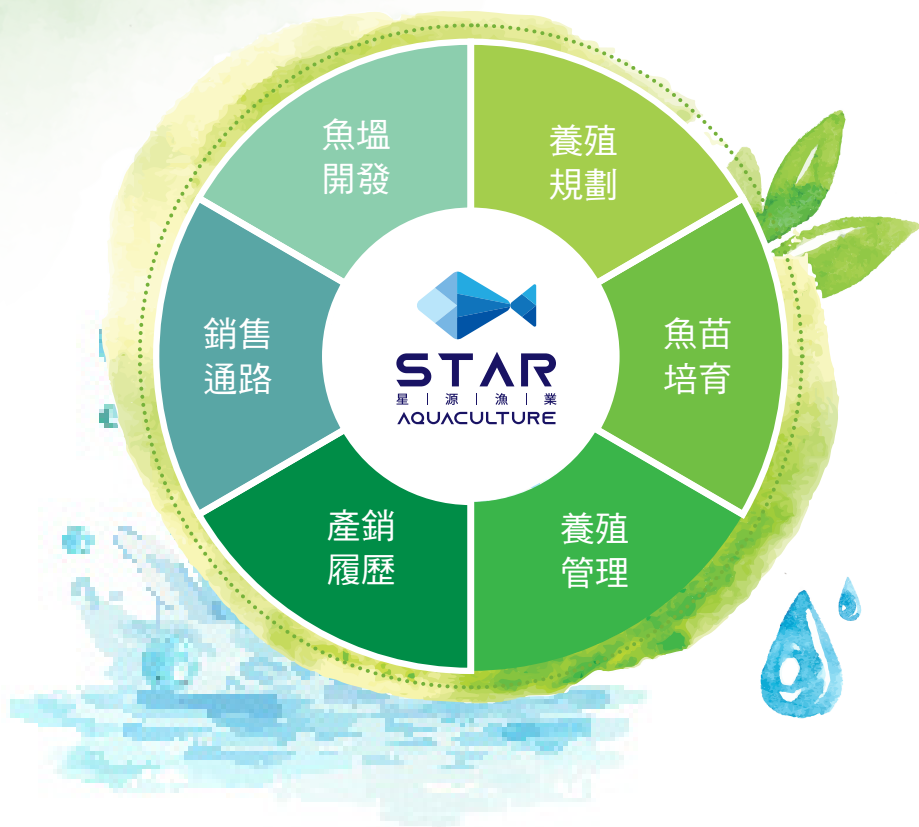 魚塭
開發
養殖
規劃
銷售
通路
魚苗
培育
STAR
星|源|漁|業
AQUACULTURE
產銷
履歷
養殖
管理